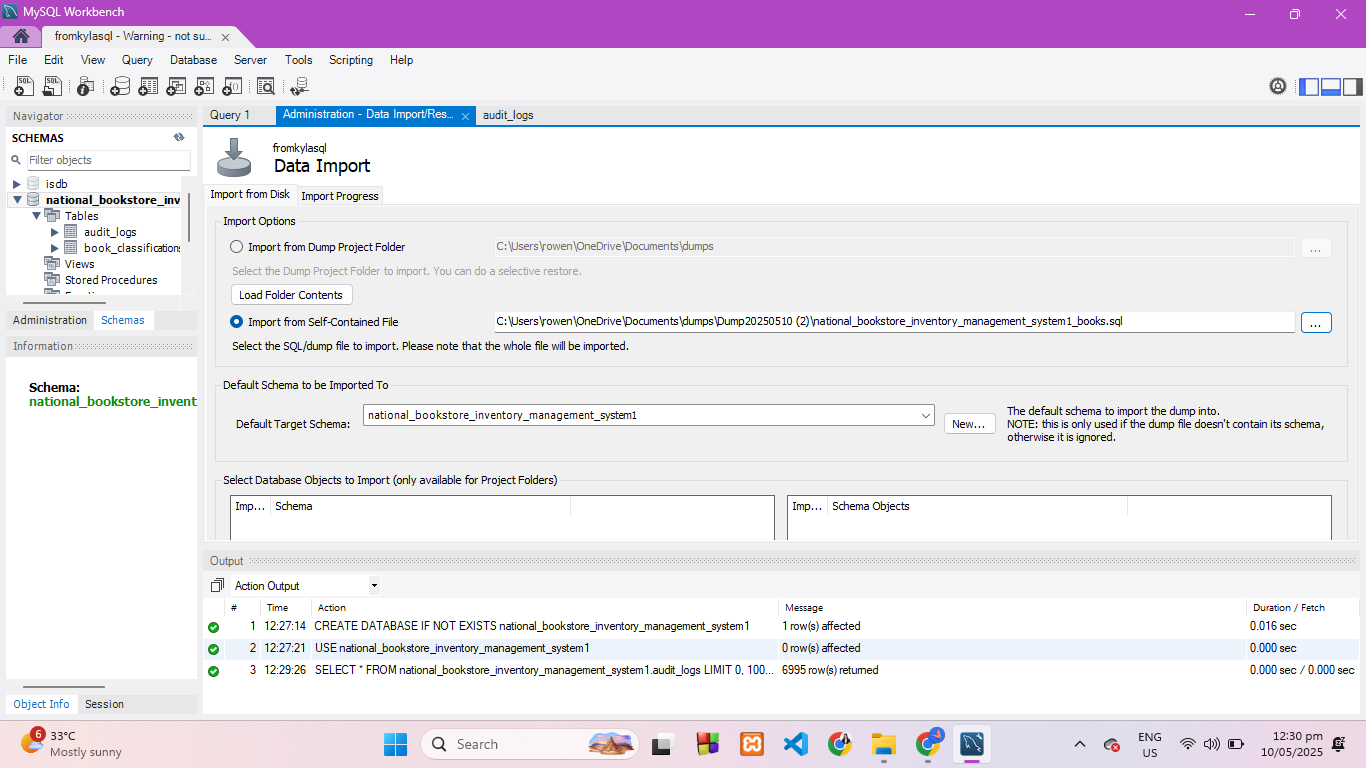 MySQL Workbench
fromkylasql - Warning - not su...
File Edit View Query Database Server Tools Scripting Help
Navigator
SCHEMAS
Filter objects
isdb
national_bookstore_inv
Tables
audit_logs
book_classifications
Views
Stored Procedures
Administration Schemas
Information
Schema:
national_bookstore_invent
Object Info Session
Query 1 Administration - Data Import/Res... audit_logs
fromkylasql
Data Import
Import from Disk Import Progress
Import Options
Import from Dump Project Folder C:\Users\rowen\OneDrive\Documents\dumps ...
Select the Dump Project Folder to import. You can do a selective restore.
Load Folder Contents
Import from Self-Contained File C:\Users\rowen\OneDrive\Documents\dumps\Dump20250510 (2)\national_bookstore_inventory_management_system1_books.sql ...
Select the SQL/dump file to import. Please note that the whole file will be imported.
Default Schema to be Imported To
Default Target Schema: national_bookstore_inventory_management_system1 New...
The default schema to import the dump into.
NOTE: this is only used if the dump file doesn't contain its schema,
otherwise it is ignored.
Select Database Objects to Import (only available for Project Folders)
Imp... Schema Imp... Schema Objects
Output
Action Output
# Time Action Message Duration / Fetch
1 12:27:14 CREATE DATABASE IF NOT EXISTS national_bookstore_inventory_management_system1 1 row(s) affected 0.016 sec
2 12:27:21 USE national_bookstore_inventory_management_system1 0 row(s) affected 0.000 sec
3 12:29:26 SELECT * FROM national_bookstore_inventory_management_system1.audit_logs LIMIT 0, 100... 6995 row(s) returned 0.000 sec / 0.000 sec
6
33°C
Mostly sunny
Search
ENG
US
12:30 pm
10/05/2025